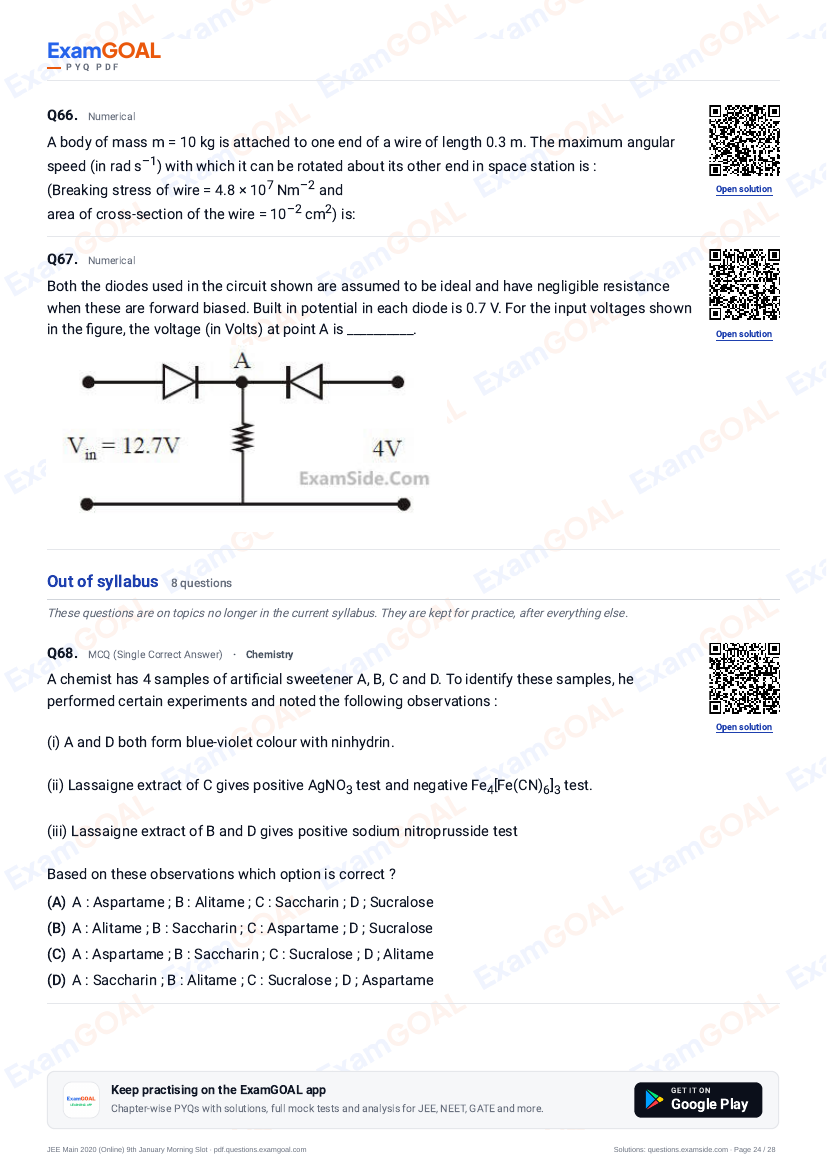 ExamGOAL
PYQ PDF
Q66. Numerical
A body of mass m = 10 kg is attached to one end of a wire of length 0.3 m. The maximum angular
speed (in rad s⁻¹) with which it can be rotated about its other end in space station is :
(Breaking stress of wire = 4.8 × 10⁷ Nm⁻² and
area of cross-section of the wire = 10⁻² cm²) is:
Open solution
Q67. Numerical
Both the diodes used in the circuit shown are assumed to be ideal and have negligible resistance
when these are forward biased. Built in potential in each diode is 0.7 V. For the input voltages shown
in the figure, the voltage (in Volts) at point A is __________.
Open solution
A
V_in = 12.7V
4V
ExamSide.Com
Out of syllabus 8 questions
These questions are on topics no longer in the current syllabus. They are kept for practice, after everything else.
Q68. MCQ (Single Correct Answer) · Chemistry
A chemist has 4 samples of artificial sweetener A, B, C and D. To identify these samples, he
performed certain experiments and noted the following observations :
Open solution
(i) A and D both form blue-violet colour with ninhydrin.
(ii) Lassaigne extract of C gives positive AgNO₃ test and negative Fe₄[Fe(CN)₆]₃ test.
(iii) Lassaigne extract of B and D gives positive sodium nitroprusside test
Based on these observations which option is correct ?
(A) A : Aspartame ; B : Alitame ; C : Saccharin ; D ; Sucralose
(B) A : Alitame ; B : Saccharin ; C : Aspartame ; D ; Sucralose
(C) A : Aspartame ; B : Saccharin ; C : Sucralose ; D ; Alitame
(D) A : Saccharin ; B : Alitame ; C : Sucralose ; D ; Aspartame
ExamGOAL
Keep practising on the ExamGOAL app
Chapter-wise PYQs with solutions, full mock tests and analysis for JEE, NEET, GATE and more.
GET IT ON
Google Play
JEE Main 2020 (Online) 9th January Morning Slot · pdf.questions.examgoal.com
Solutions: questions.examside.com · Page 24 / 28